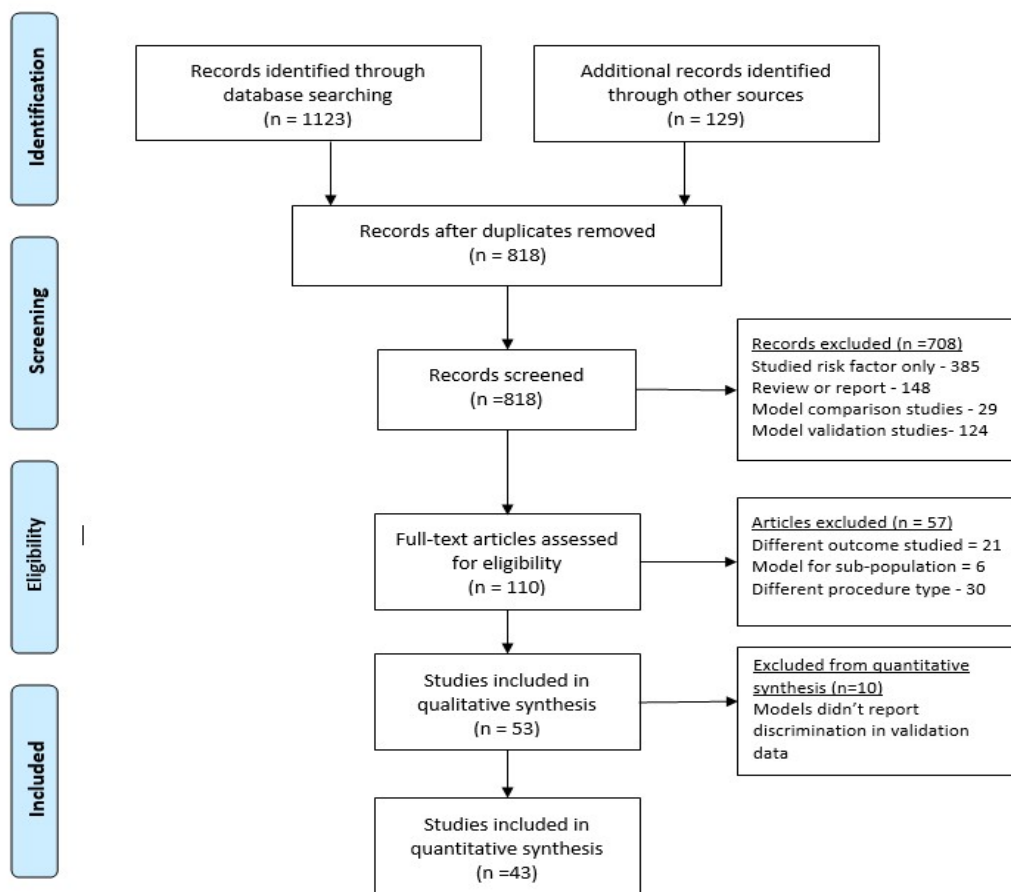 Identification
Records identified through
database searching
(n = 1123)
Additional records identified
through other sources
(n = 129)
Records after duplicates removed
(n = 818)
Screening
Records screened
(n =818)
Records excluded (n =708)
Studied risk factor only - 385
Review or report - 148
Model comparison studies - 29
Model validation studies- 124
Eligibility
Full-text articles assessed
for eligibility
(n = 110)
Articles excluded (n = 57)
Different outcome studied = 21
Model for sub-population = 6
Different procedure type - 30
Included
Studies included in
qualitative synthesis
(n = 53)
Excluded from quantitative
synthesis (n=10)
Models didn't report
discrimination in validation
data
Studies included in
quantitative synthesis
(n =43)